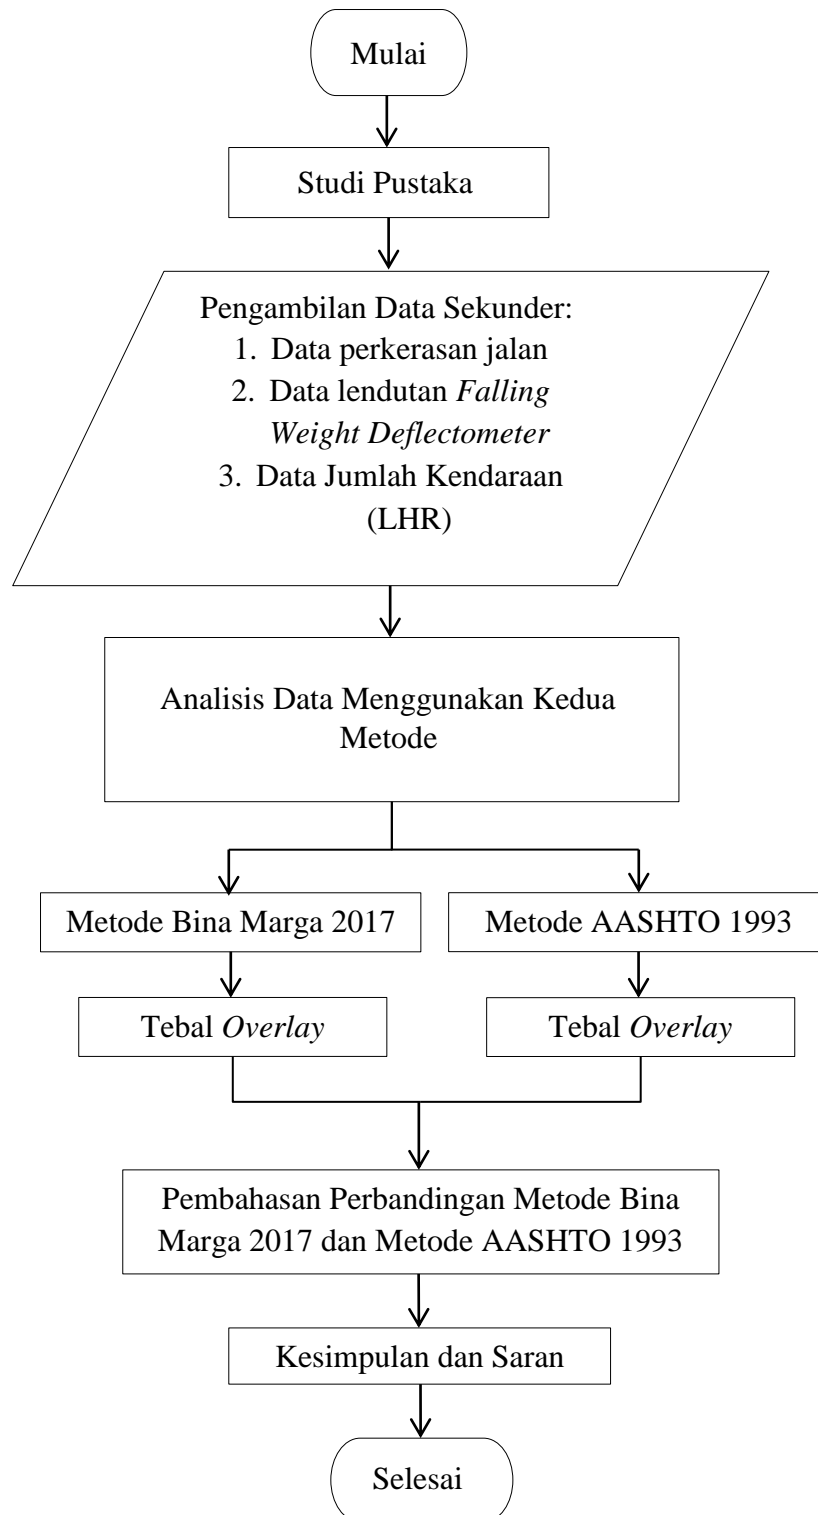 Mulai
Studi Pustaka
Pengambilan Data Sekunder:
1. Data perkerasan jalan
2. Data lendutan Falling
Weight Deflectometer
3. Data Jumlah Kendaraan
(LHR)
Analisis Data Menggunakan Kedua
Metode
Metode Bina Marga 2017
Metode AASHTO 1993
Tebal Overlay
Tebal Overlay
Pembahasan Perbandingan Metode Bina
Marga 2017 dan Metode AASHTO 1993
Kesimpulan dan Saran
Selesai